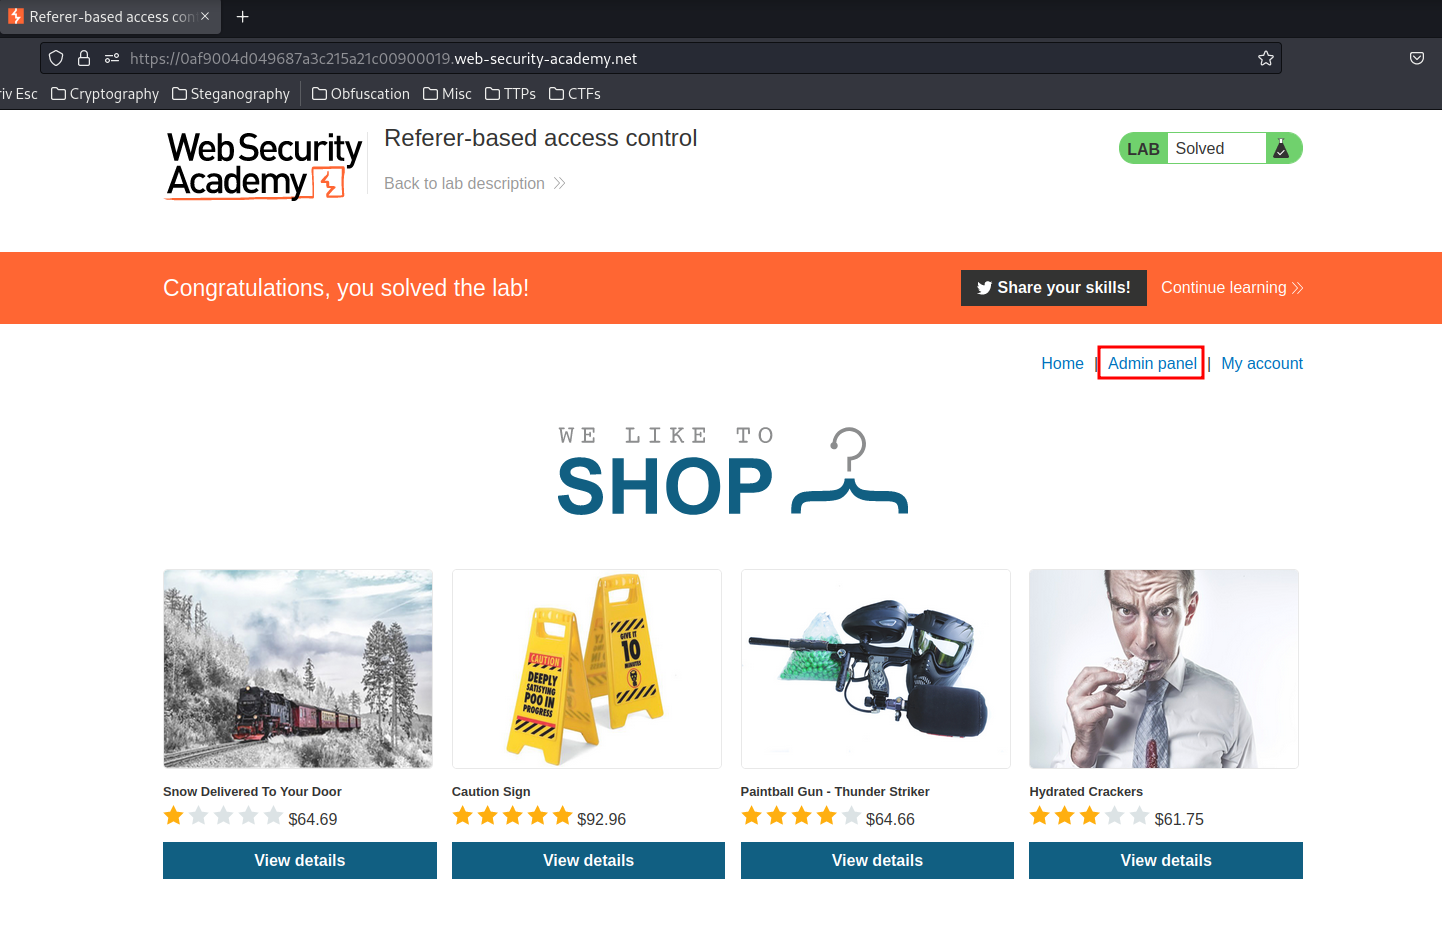 Referer-based access con
https://0af9004d049687a3c215a21c00900019.web-security-academy.net
iv Esc Cryptography Steganography Obfuscation Misc TTPs CTFs
Web Security
Academy
Referer-based access control
Back to lab description
LAB Solved
Congratulations, you solved the lab!
Share your skills!
Continue learning
Home | Admin panel | My account
WE LIKE TO
SHOP
CAUTION
DEEPLY
SATISFYING
POO IN
PROGRESS
GIVE IT
10
MINUTES
Snow Delivered To Your Door
$64.69
View details
Caution Sign
$92.96
View details
Paintball Gun - Thunder Striker
$64.66
View details
Hydrated Crackers
$61.75
View details